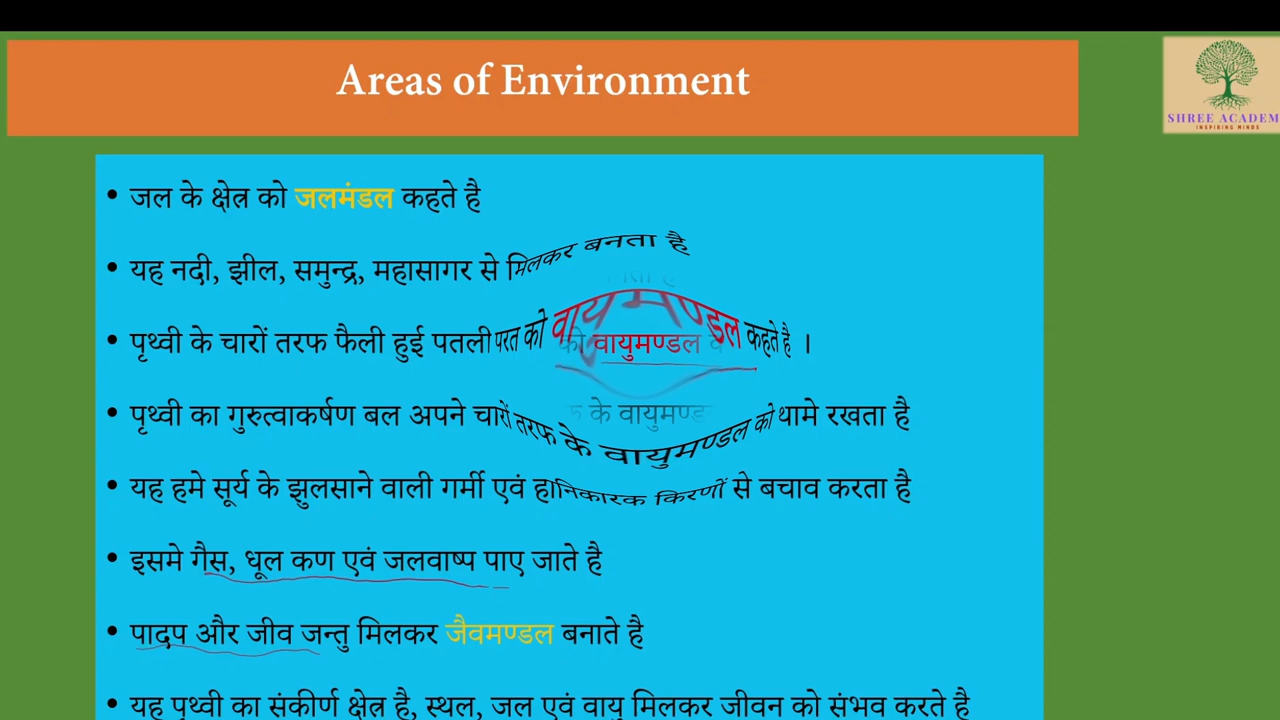 Areas of Environment
SHREE ACADEM
INSPIRING MINDS
• जल के क्षेत्र को जलमंडल कहते है
• यह नदी, झील, समुन्द्र, महासागर से मिलकर बनता है
• पृथ्वी के चारों तरफ फैली हुई पतली परत को वायुमण्डल कहते है ।
• पृथ्वी का गुरुत्वाकर्षण बल अपने चारों तरफ के वायुमण्डल को थामे रखता है
• यह हमे सूर्य के झुलसाने वाली गर्मी एवं हानिकारक किरणों से बचाव करता है
• इसमे गैस, धूल कण एवं जलवाष्प पाए जाते है
• पादप और जीव जन्तु मिलकर जैवमण्डल बनाते है
• यह पृथ्वी का संकीर्ण क्षेत्र है, स्थल, जल एवं वायु मिलकर जीवन को संभव करते है